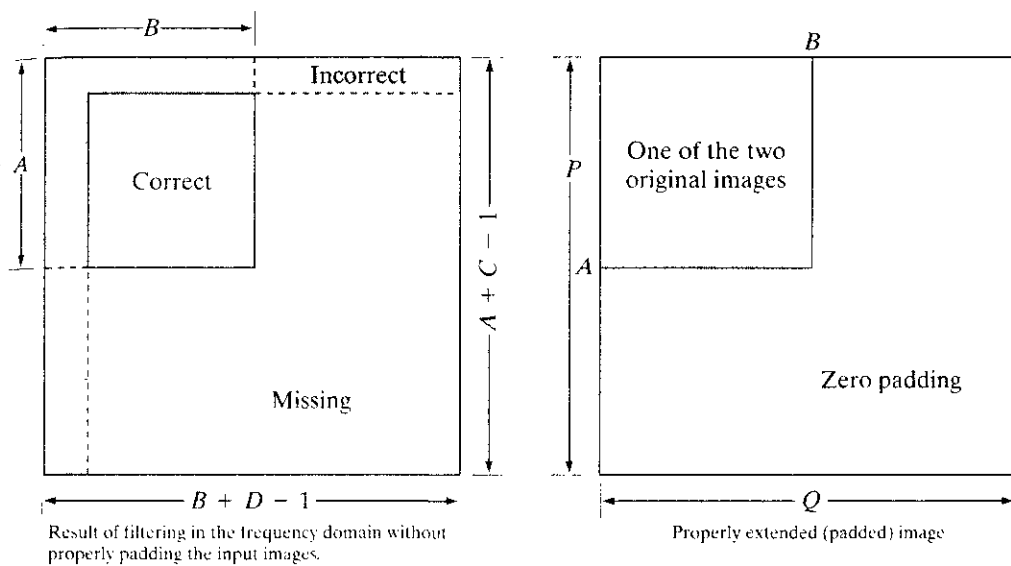 B
Incorrect
A
Correct
A + C − 1
Missing
B + D − 1
Result of filtering in the frequency domain without
properly padding the input images.
B
One of the two
original images
P
A
Zero padding
Q
Properly extended (padded) image